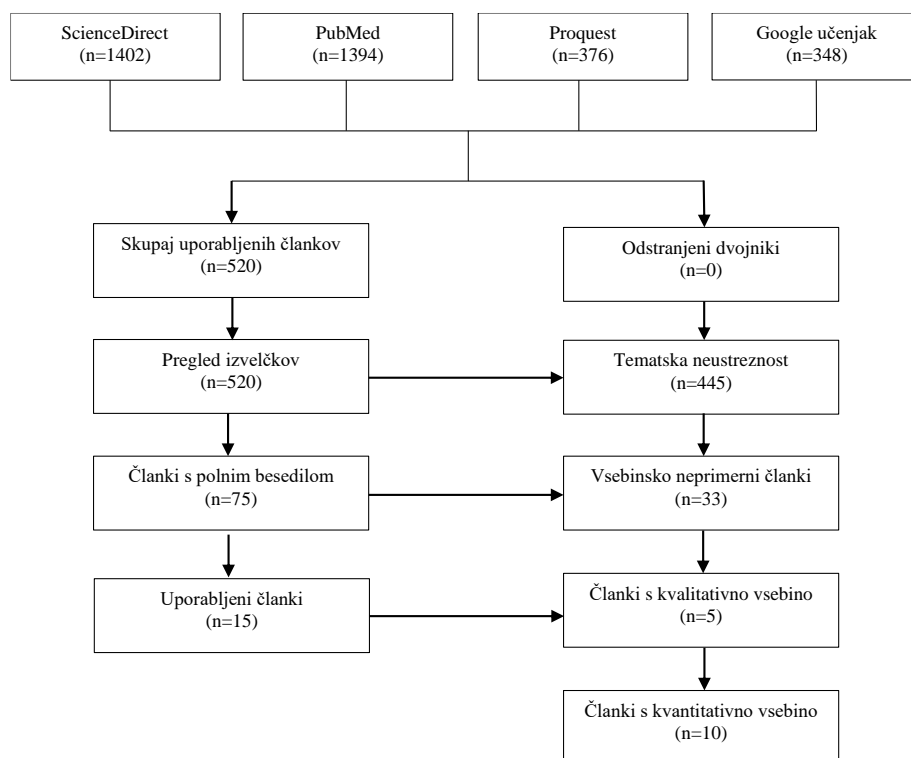 ScienceDirect
(n=1402)
PubMed
(n=1394)
Proquest
(n=376)
Google učenjak
(n=348)
Skupaj uporabljenih člankov
(n=520)
Odstranjeni dvojniki
(n=0)
Pregled izvelčkov
(n=520)
Tematska neustreznost
(n=445)
Članki s polnim besedilom
(n=75)
Vsebinsko neprimerni članki
(n=33)
Uporabljeni članki
(n=15)
Članki s kvalitativno vsebino
(n=5)
Članki s kvantitativno vsebino
(n=10)